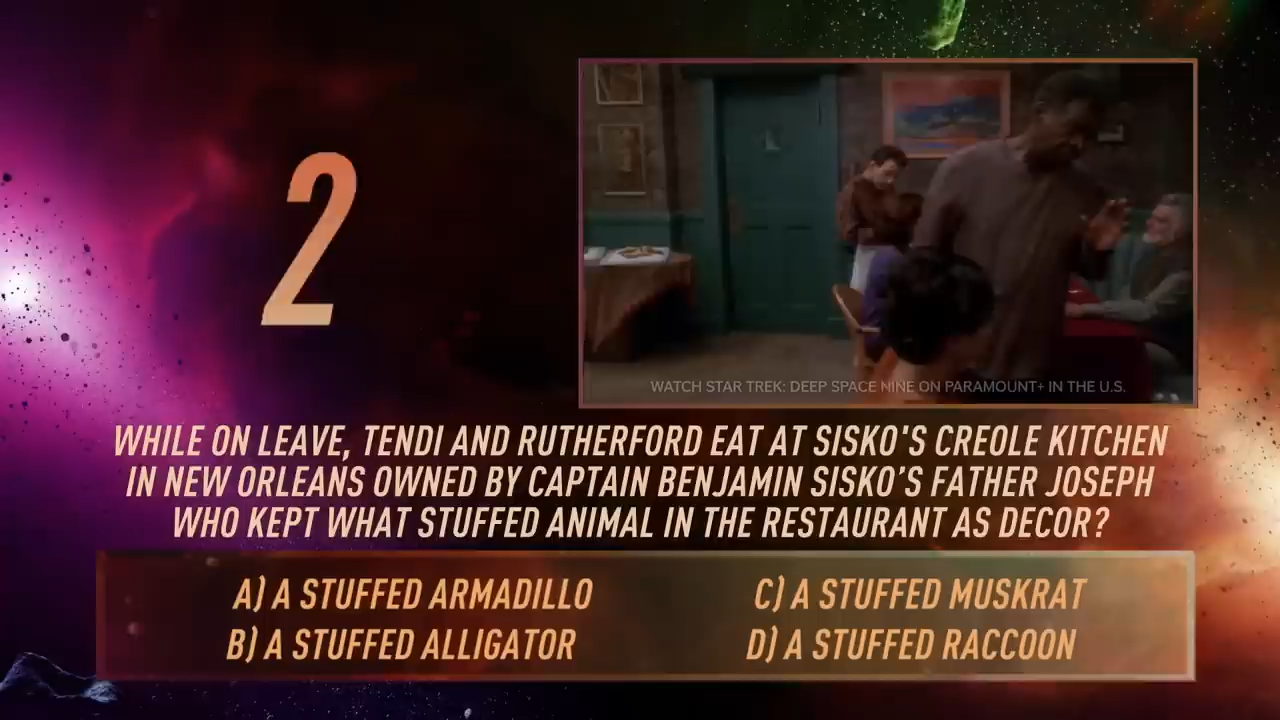 2
WATCH STAR TREK: DEEP SPACE NINE ON PARAMOUNT+ IN THE U.S.
WHILE ON LEAVE, TENDI AND RUTHERFORD EAT AT SISKO'S CREOLE KITCHEN
IN NEW ORLEANS OWNED BY CAPTAIN BENJAMIN SISKO’S FATHER JOSEPH
WHO KEPT WHAT STUFFED ANIMAL IN THE RESTAURANT AS DECOR?
A) A STUFFED ARMADILLO
B) A STUFFED ALLIGATOR
C) A STUFFED MUSKRAT
D) A STUFFED RACCOON